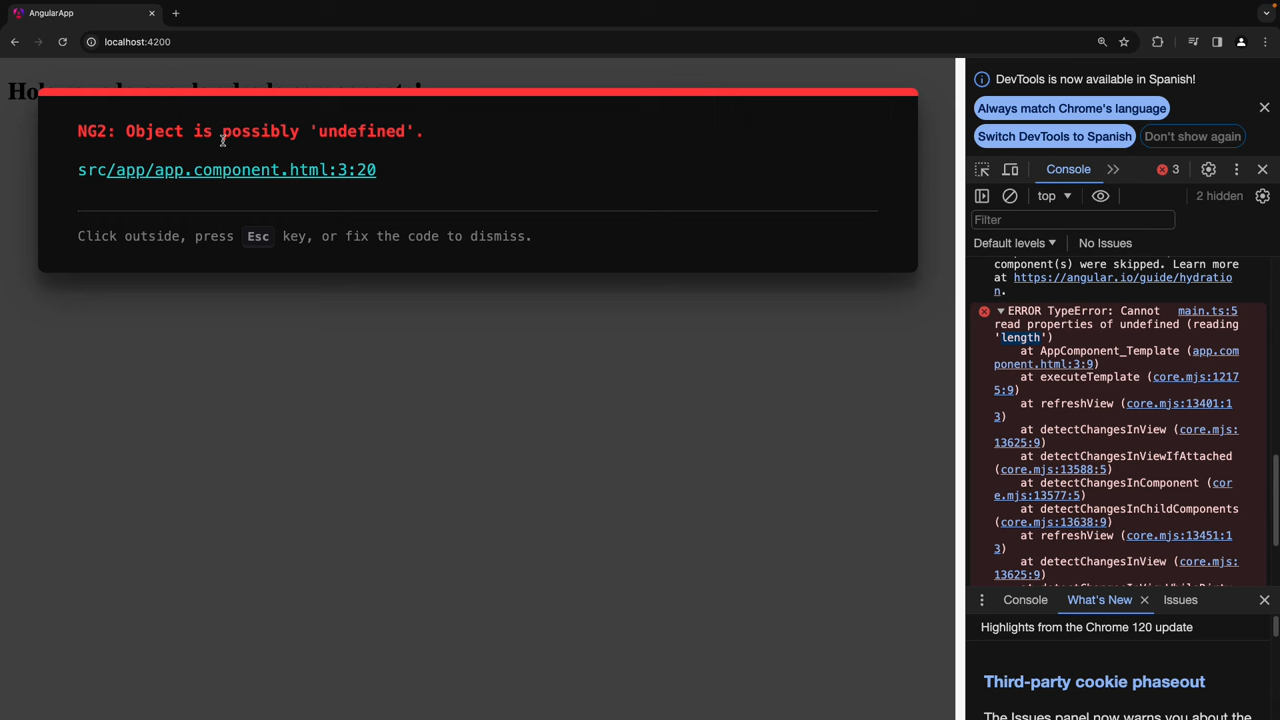 AngularApp
localhost:4200
NG2: Object is possibly 'undefined'.
src/app/app.component.html:3:20
Click outside, press Esc key, or fix the code to dismiss.
DevTools is now available in Spanish!
Always match Chrome's language
Switch DevTools to Spanish
Don't show again
Console
3
top
2 hidden
Filter
Default levels
No Issues
component(s) were skipped. Learn more
at https://angular.io/guide/hydratio
n.
ERROR TypeError: Cannot main.ts:5
read properties of undefined (reading
'length')
at AppComponent_Template (app.com
ponent.html:3:9)
at executeTemplate (core.mjs:1217
5:9)
at refreshView (core.mjs:13401:1
3)
at detectChangesInView (core.mjs:
13625:9)
at detectChangesInViewIfAttached
(core.mjs:13588:5)
at detectChangesInComponent (cor
e.mjs:13577:5)
at detectChangesInChildComponents
(core.mjs:13638:9)
at refreshView (core.mjs:13451:1
3)
at detectChangesInView (core.mjs:
13625:9)
Console
What's New
Issues
Highlights from the Chrome 120 update
Third-party cookie phaseout
The Issues panel now warns you about the